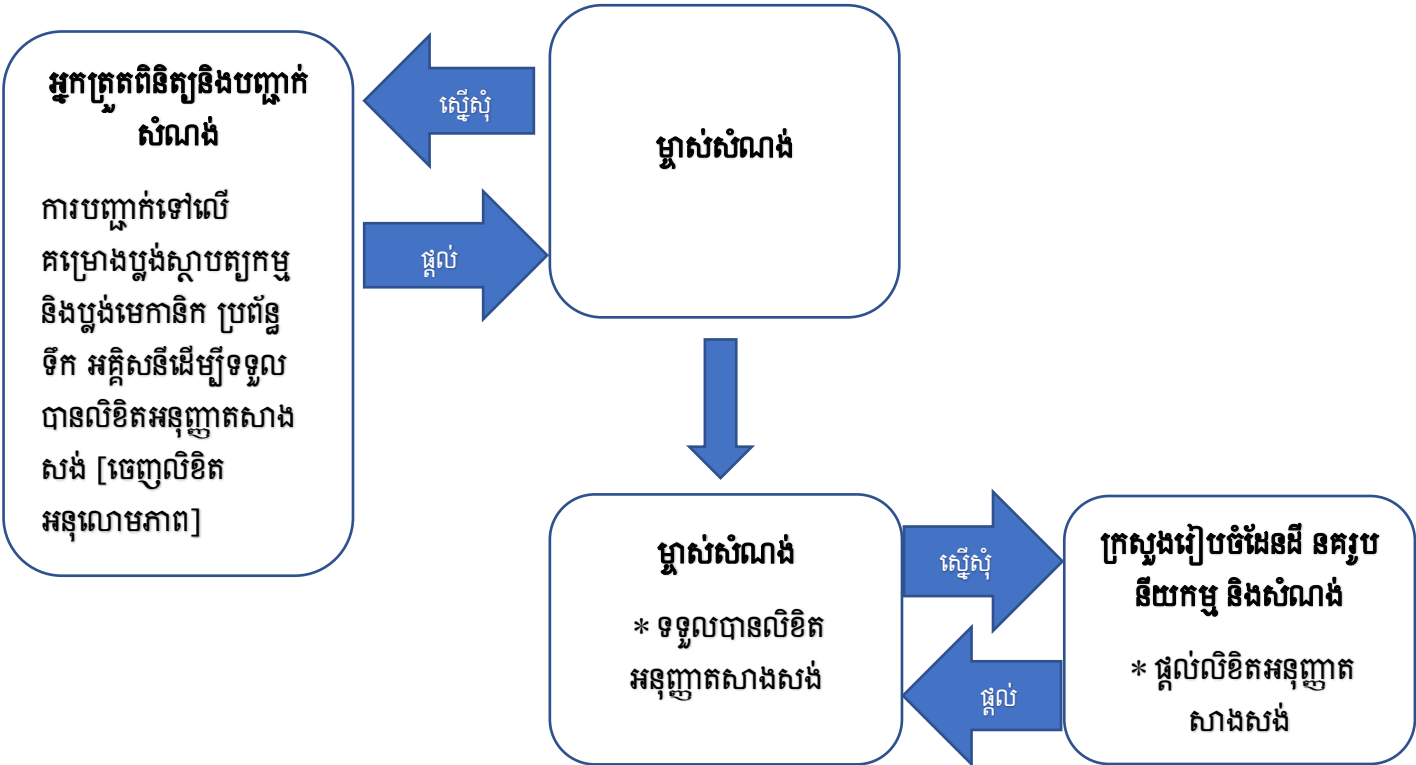 អ្នកត្រួតពិនិត្យនិងបញ្ជាក់
សំណង់
ការបញ្ជាក់ទៅលើ
គម្រោងប្លង់ស្ថាបត្យកម្ម
និងប្លង់មេកានិក ប្រព័ន្ធ
ទឹក អគ្គិសនីដើម្បីទទួល
បានលិខិតអនុញ្ញាតសាង
សង់ [ចេញលិខិត
អនុលោមភាព]
ស្នើសុំ
ផ្តល់
ម្ចាស់សំណង់
ម្ចាស់សំណង់
* ទទួលបានលិខិត
អនុញ្ញាតសាងសង់
ស្នើសុំ
ផ្តល់
ក្រសួងរៀបចំដែនដី នគរូប
នីយកម្ម និងសំណង់
* ផ្តល់លិខិតអនុញ្ញាត
សាងសង់